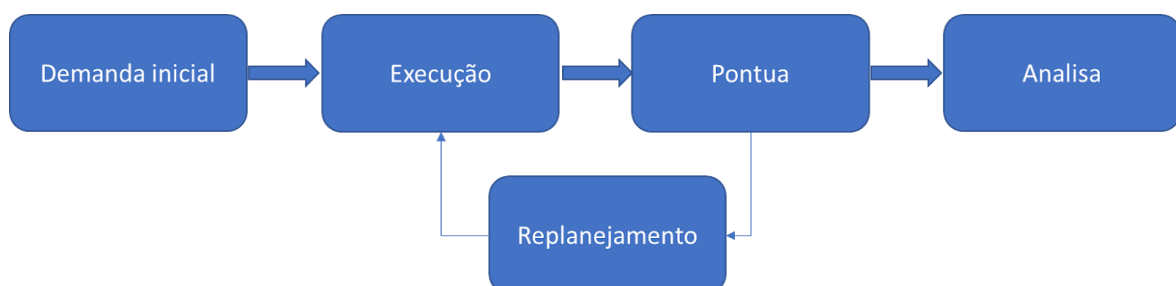 Demanda inicial
Execução
Pontua
Analisa
Replanejamento